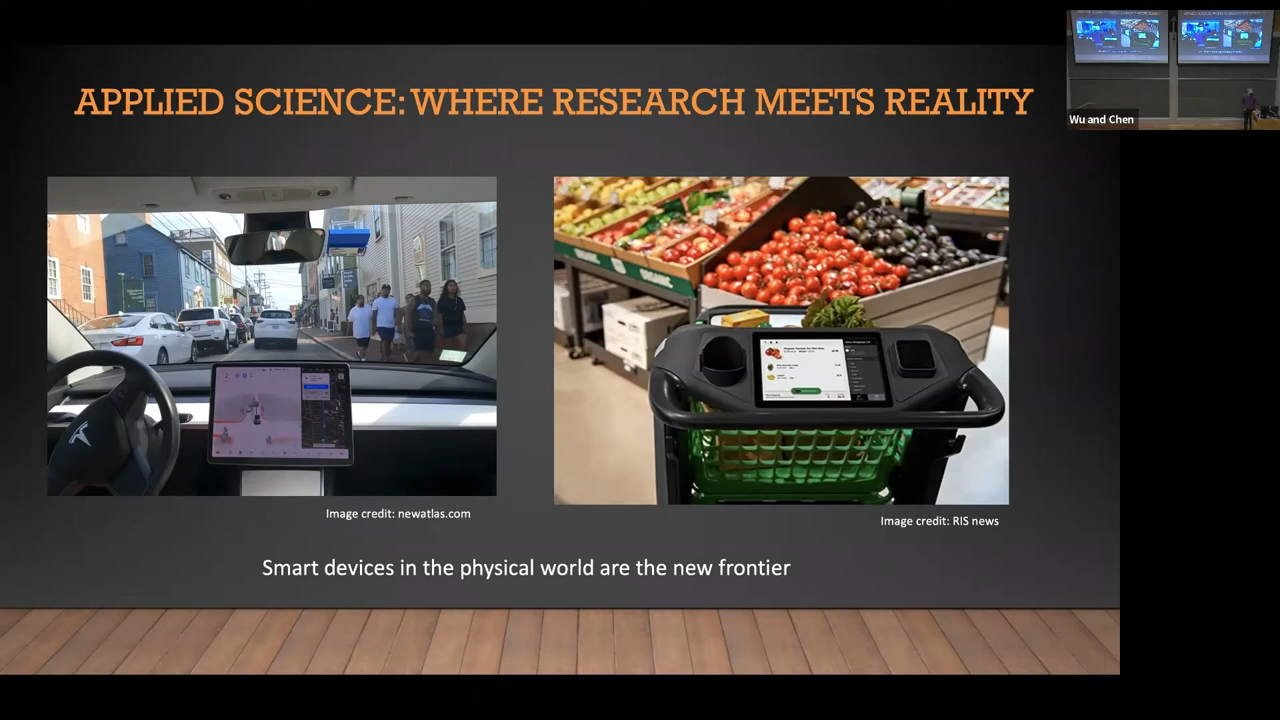 APPLIED SCIENCE: WHERE RESEARCH MEETS REALITY
Wu and Chen
ORGANIC
Image credit: newatlas.com
Image credit: RIS news
Smart devices in the physical world are the new frontier